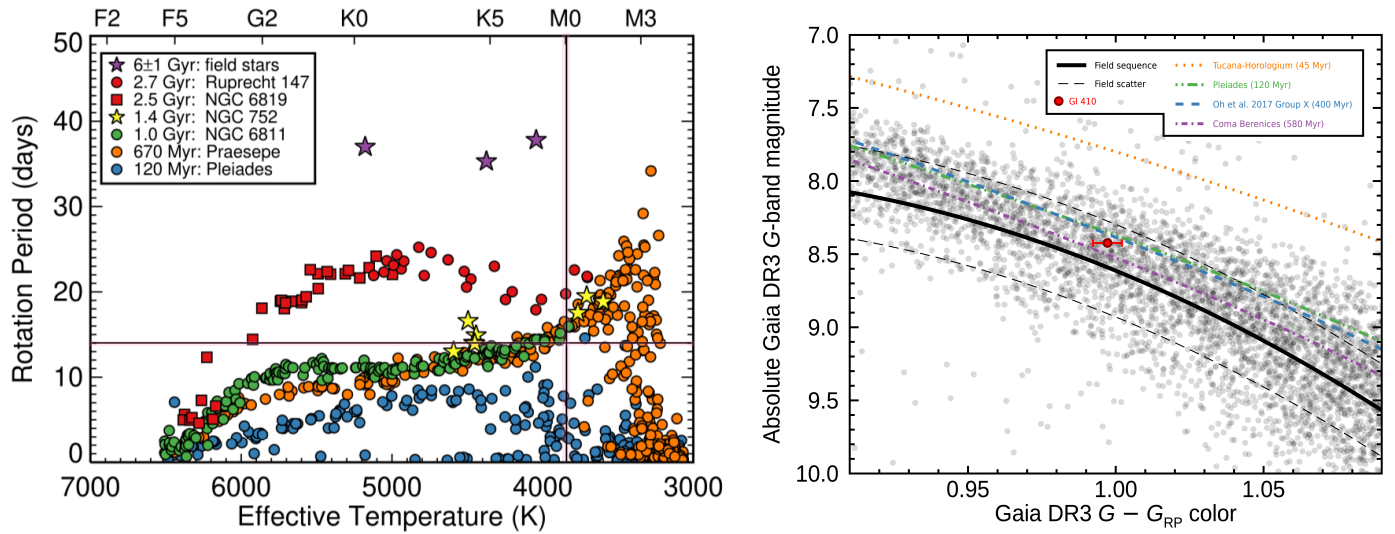 F2 F5 G2 K0 K5 M0 M3
50
40
30
20
10
0
Rotation Period (days)
6±1 Gyr: field stars
2.7 Gyr: Ruprecht 147
2.5 Gyr: NGC 6819
1.4 Gyr: NGC 752
1.0 Gyr: NGC 6811
670 Myr: Praesepe
120 Myr: Pleiades
7000 6000 5000 4000 3000
Effective Temperature (K)
7.0
7.5
8.0
8.5
9.0
9.5
10.0
Absolute Gaia DR3 G-band magnitude
Field sequence
Field scatter
Gl 410
Tucana-Horologium (45 Myr)
Pleiades (120 Myr)
Oh et al. 2017 Group X (400 Myr)
Coma Berenices (580 Myr)
0.95 1.00 1.05
Gaia DR3 G − G_RP color